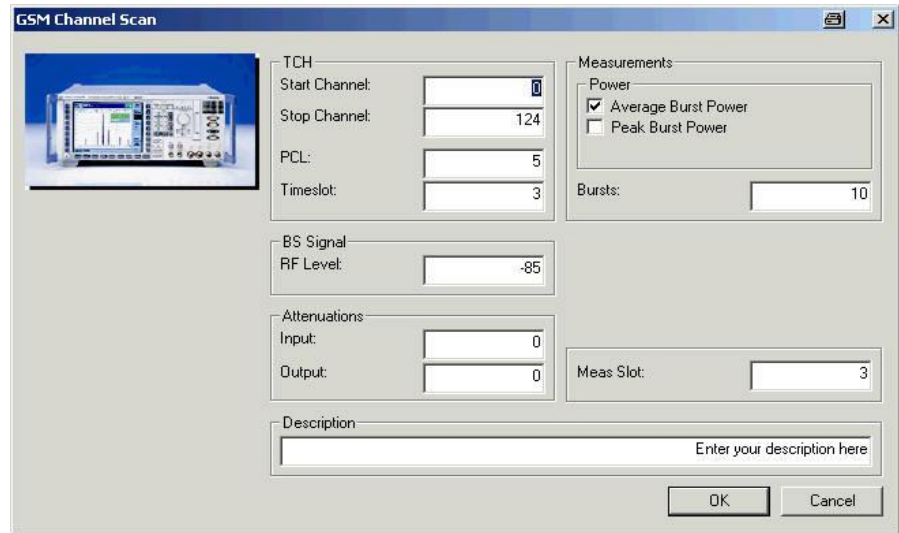 GSM Channel Scan
TCH
Start Channel: 0
Stop Channel: 124
PCL: 5
Timeslot: 3
BS Signal
RF Level: -85
Attenuations
Input: 0
Output: 0
Measurements
Power
Average Burst Power
Peak Burst Power
Bursts: 10
Meas Slot: 3
Description
Enter your description here
OK Cancel